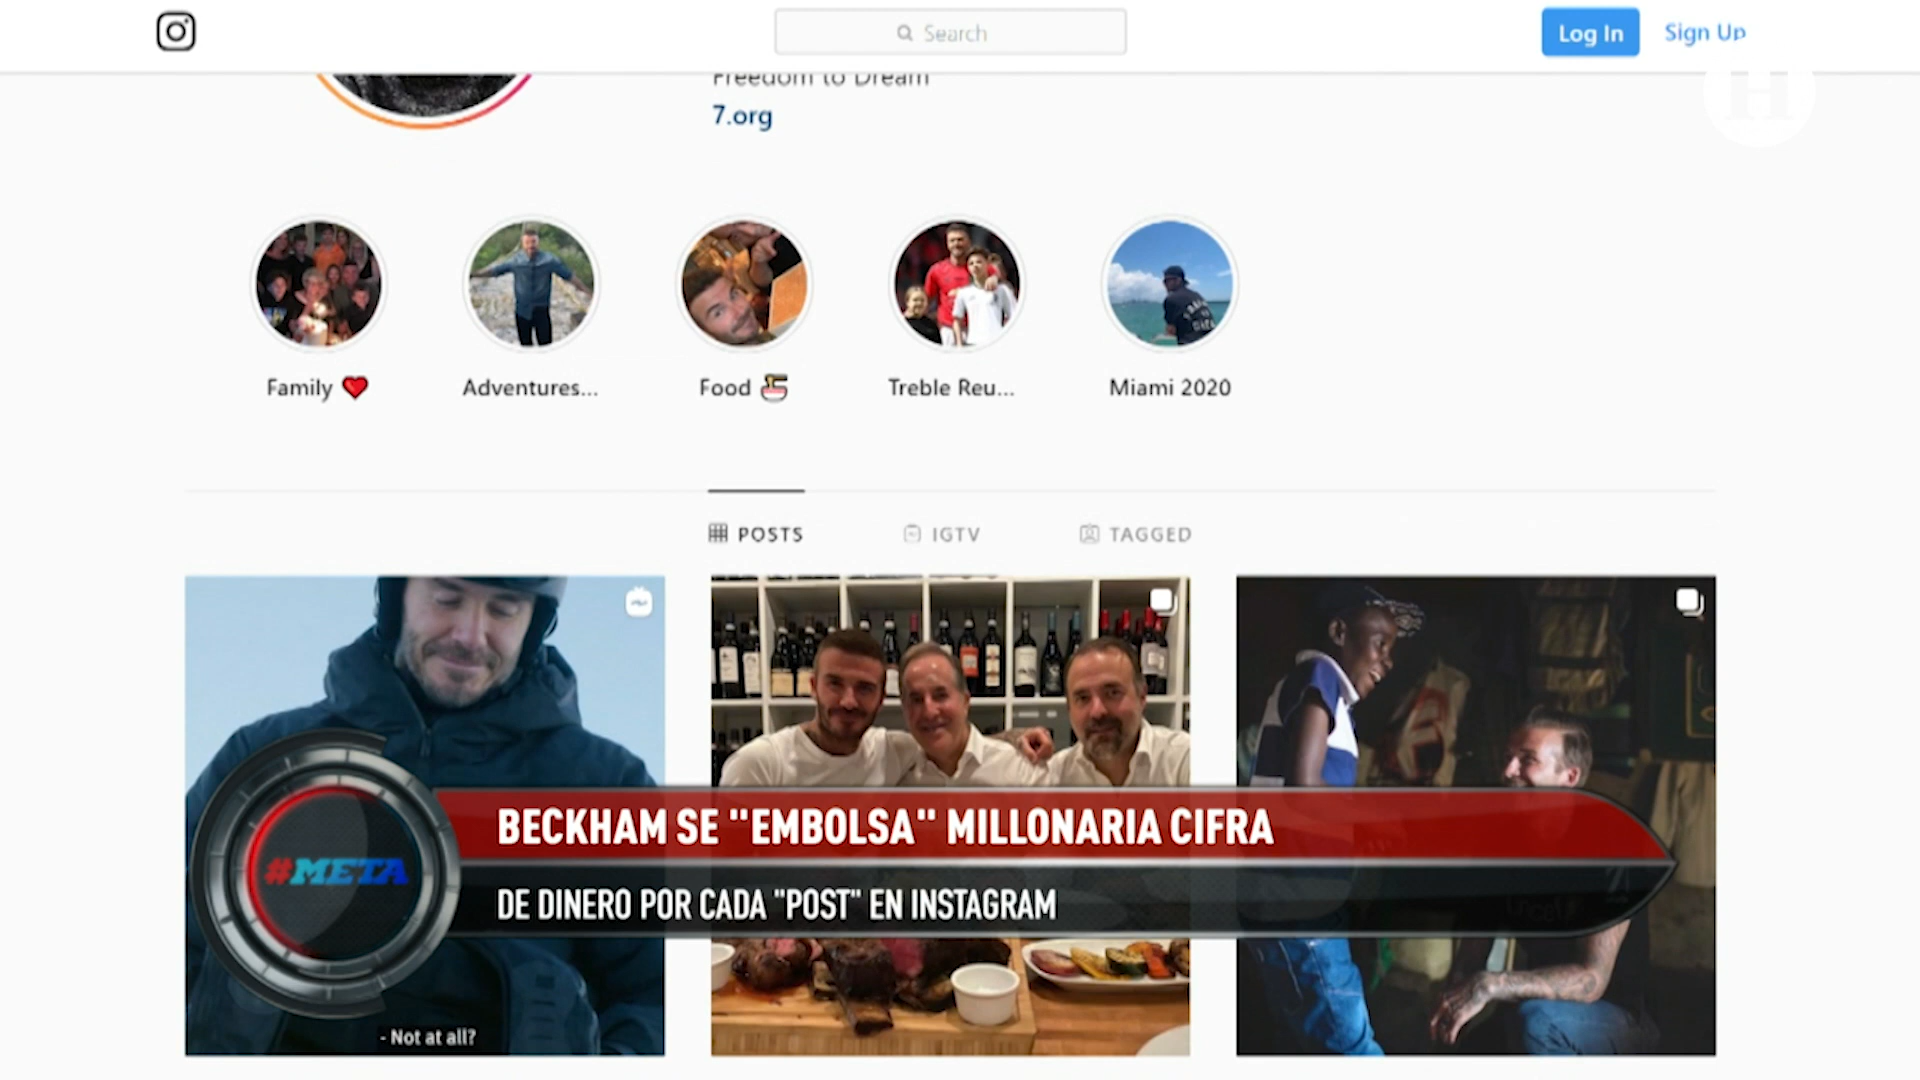 Search
Log In
Sign Up
Freedom to Dream
7.org
H
Family
Adventures...
Food
Treble Reu...
Miami 2020
POSTS
IGTV
TAGGED
BECKHAM SE "EMBOLSA" MILLONARIA CIFRA
#META
DE DINERO POR CADA "POST" EN INSTAGRAM
unicef
- Not at all?